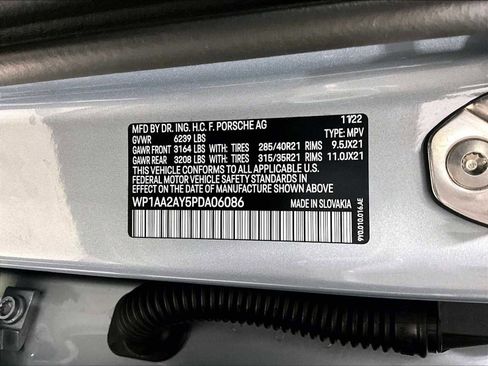 MFD BY DR. ING. H.C. F. PORSCHE AG 11/22
GVWR 6239 LBS TYPE: MPV
GAWR FRONT 3164 LBS WITH TIRES 285/40R21 RIMS 9.5JX21
GAWR REAR 3208 LBS WITH TIRES 315/35R21 RIMS 11.0JX21
THIS VEHICLE CONFORMS TO ALL APPLICABLE U.S.
FEDERAL MOTOR VEHICLE SAFETY STANDARDS IN
EFFECT ON THE DATE OF MANUFACTURE SHOWN ABOVE.
WP1AA2AY5PDA06086 MADE IN SLOVAKIA
9Y0.010.016.AE